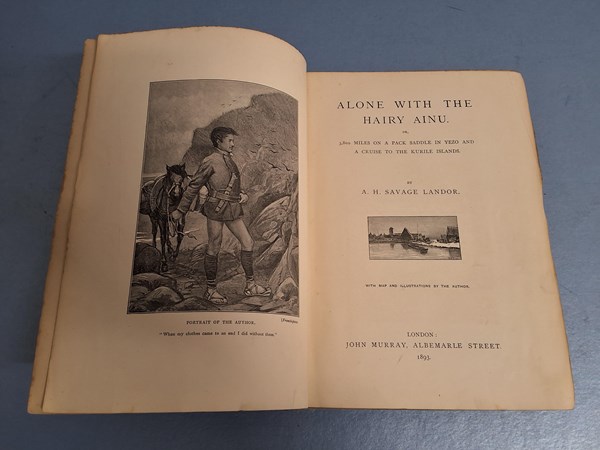 PORTRAIT OF THE AUTHOR.
[Frontispiece
"When my clothes came to an end I did without them."
ALONE WITH THE
HAIRY AINU.
OR,
3,800 MILES ON A PACK SADDLE IN YEZO AND
A CRUISE TO THE KURILE ISLANDS.
BY
A. H. SAVAGE LANDOR.
WITH MAP AND ILLUSTRATIONS BY THE AUTHOR.
LONDON:
JOHN MURRAY, ALBEMARLE STREET.
1893.